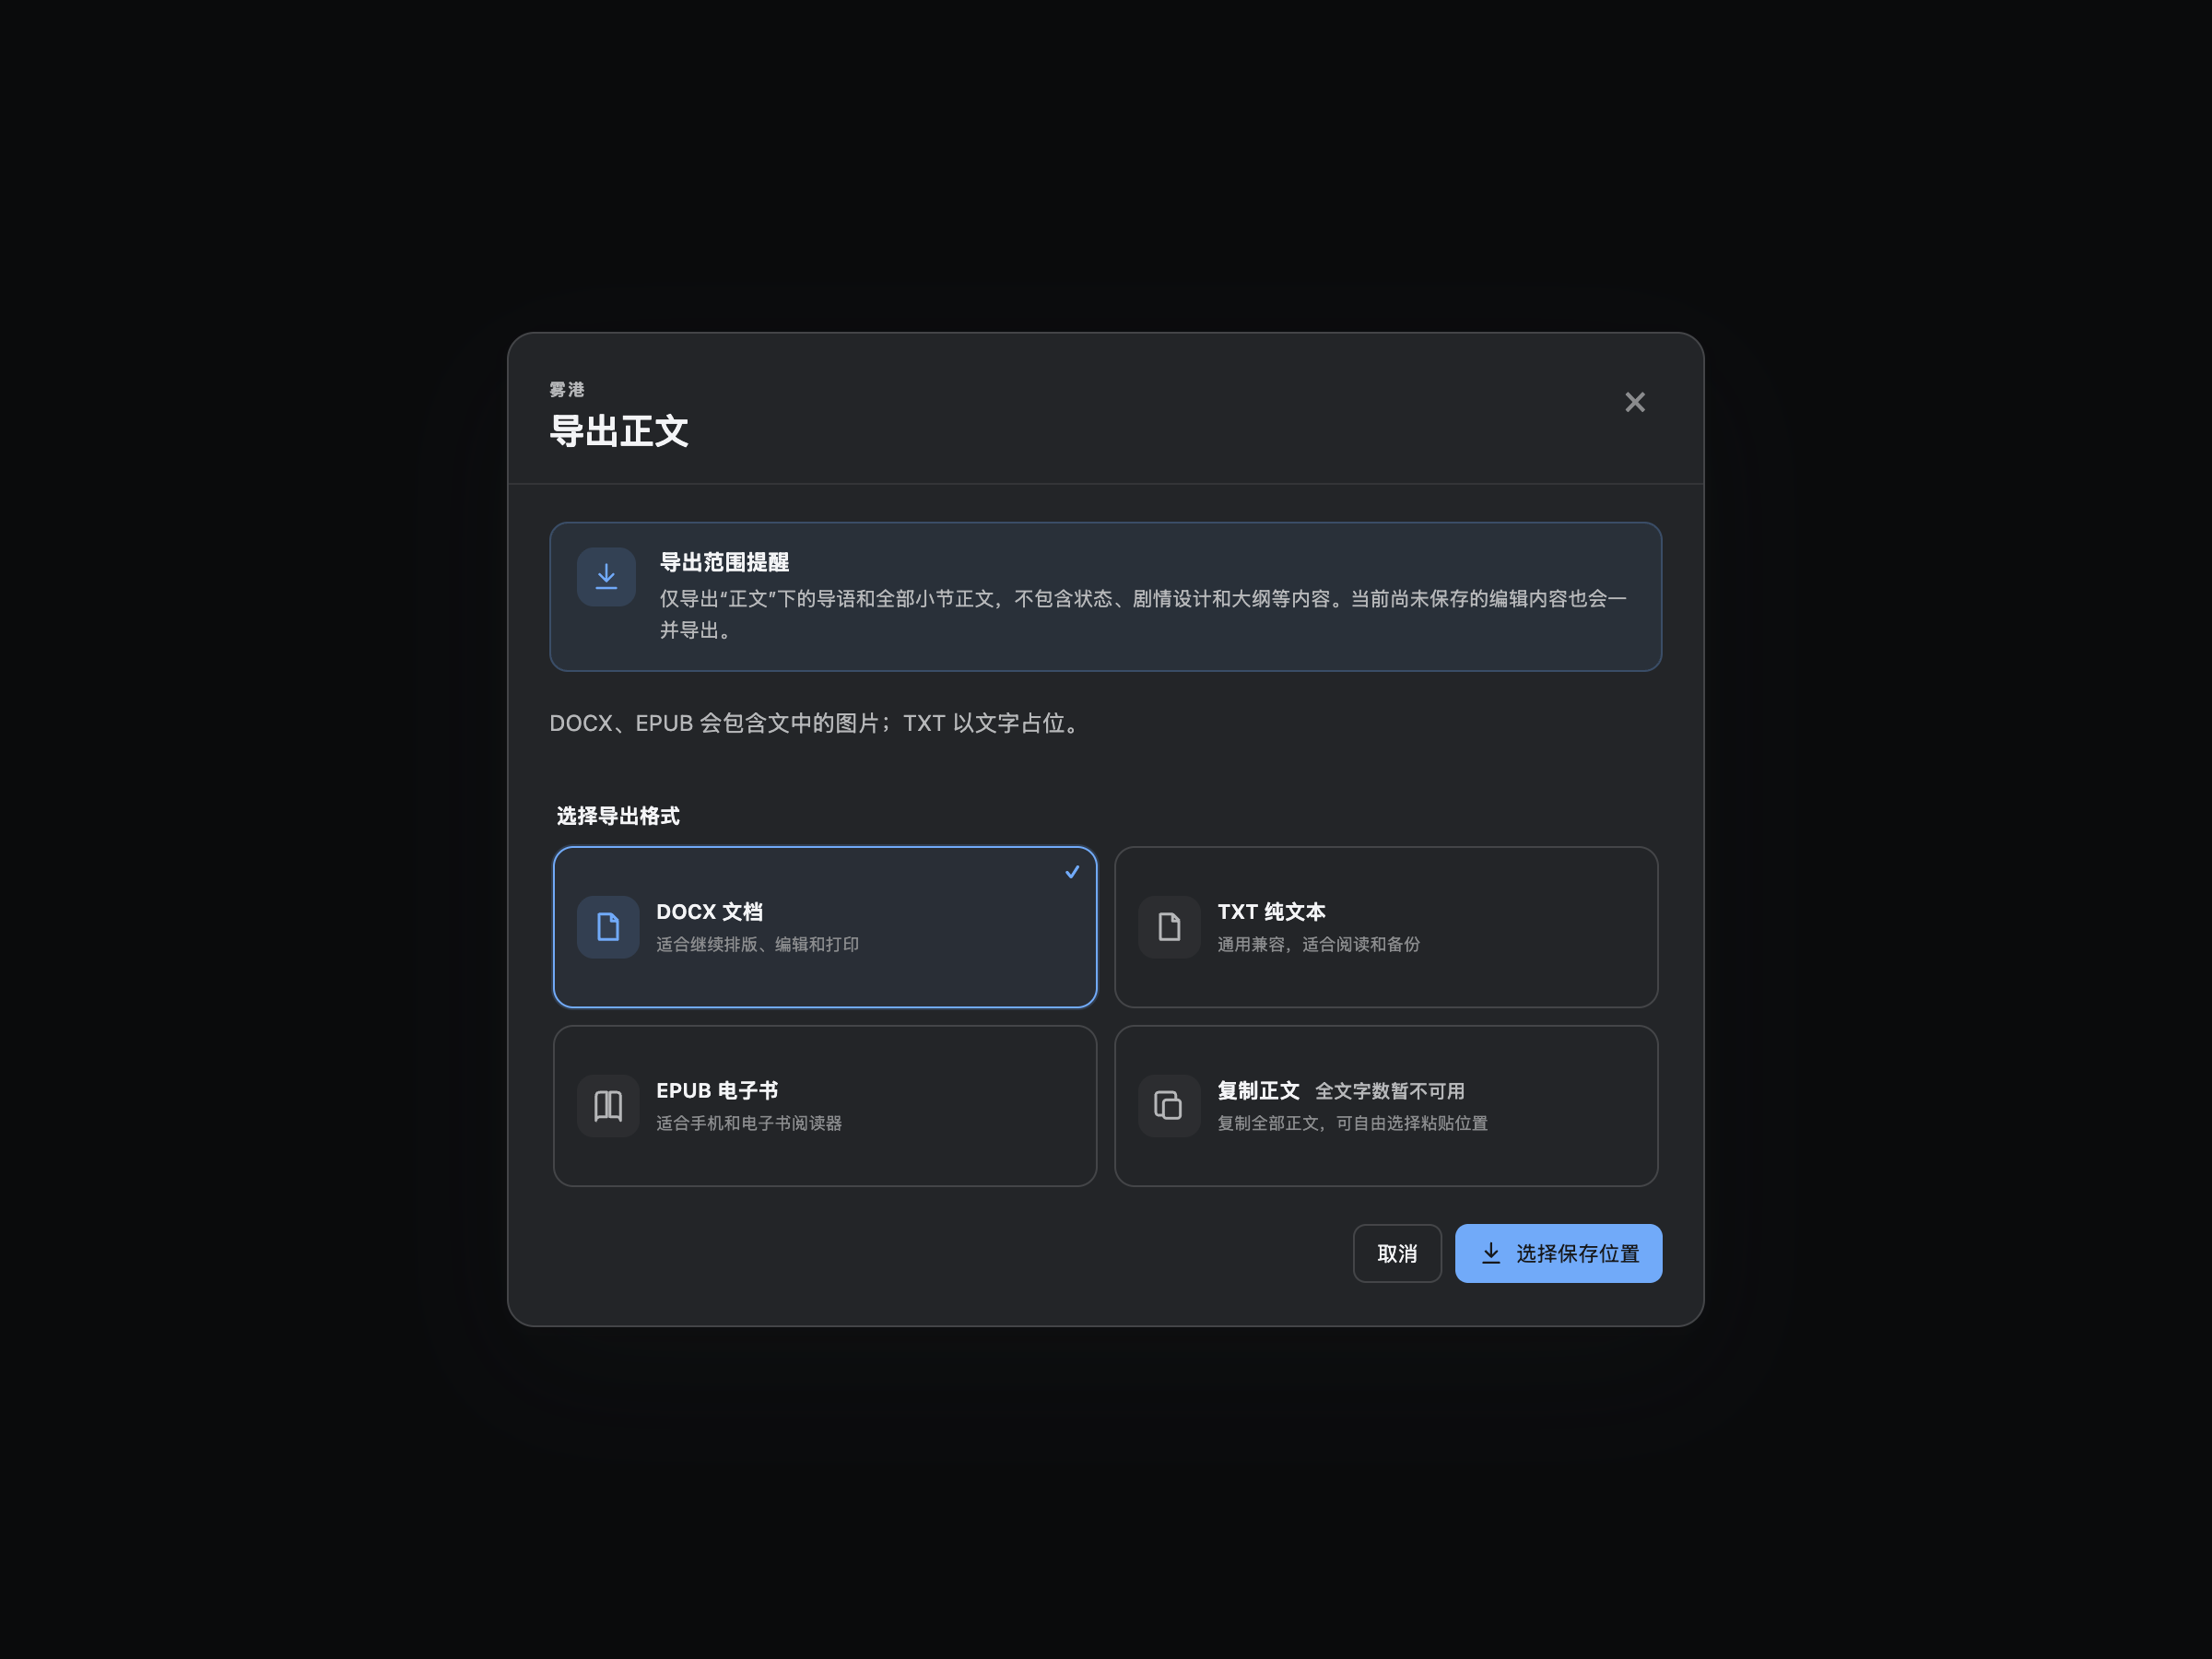 雾港
导出正文
导出范围提醒
仅导出“正文”下的导语和全部小节正文，不包含状态、剧情设计和大纲等内容。当前尚未保存的编辑内容也会一
并导出。
DOCX、EPUB 会包含文中的图片；TXT 以文字占位。
选择导出格式
DOCX 文档
适合继续排版、编辑和打印
TXT 纯文本
通用兼容，适合阅读和备份
EPUB 电子书
适合手机和电子书阅读器
复制正文 全文字数暂不可用
复制全部正文，可自由选择粘贴位置
取消
选择保存位置